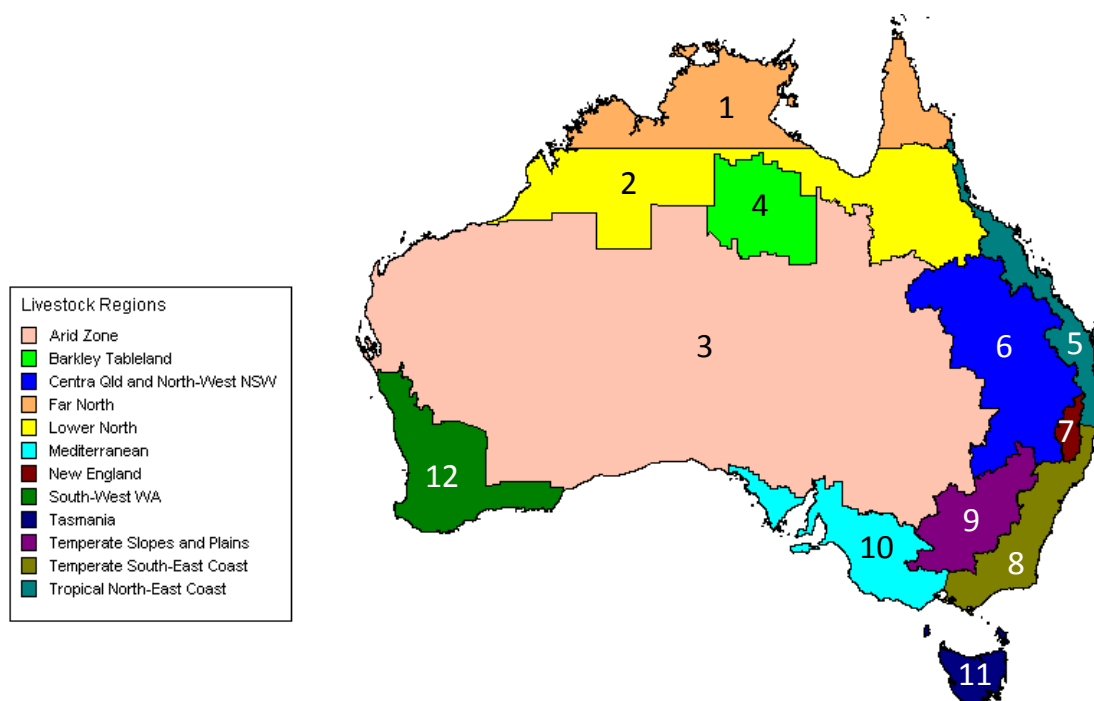 1
2
4
3
5
6
7
12
9
8
10
11
Livestock Regions
Arid Zone
Barkley Tableland
Centra Qld and North-West NSW
Far North
Lower North
Mediterranean
New England
South-West WA
Tasmania
Temperate Slopes and Plains
Temperate South-East Coast
Tropical North-East Coast